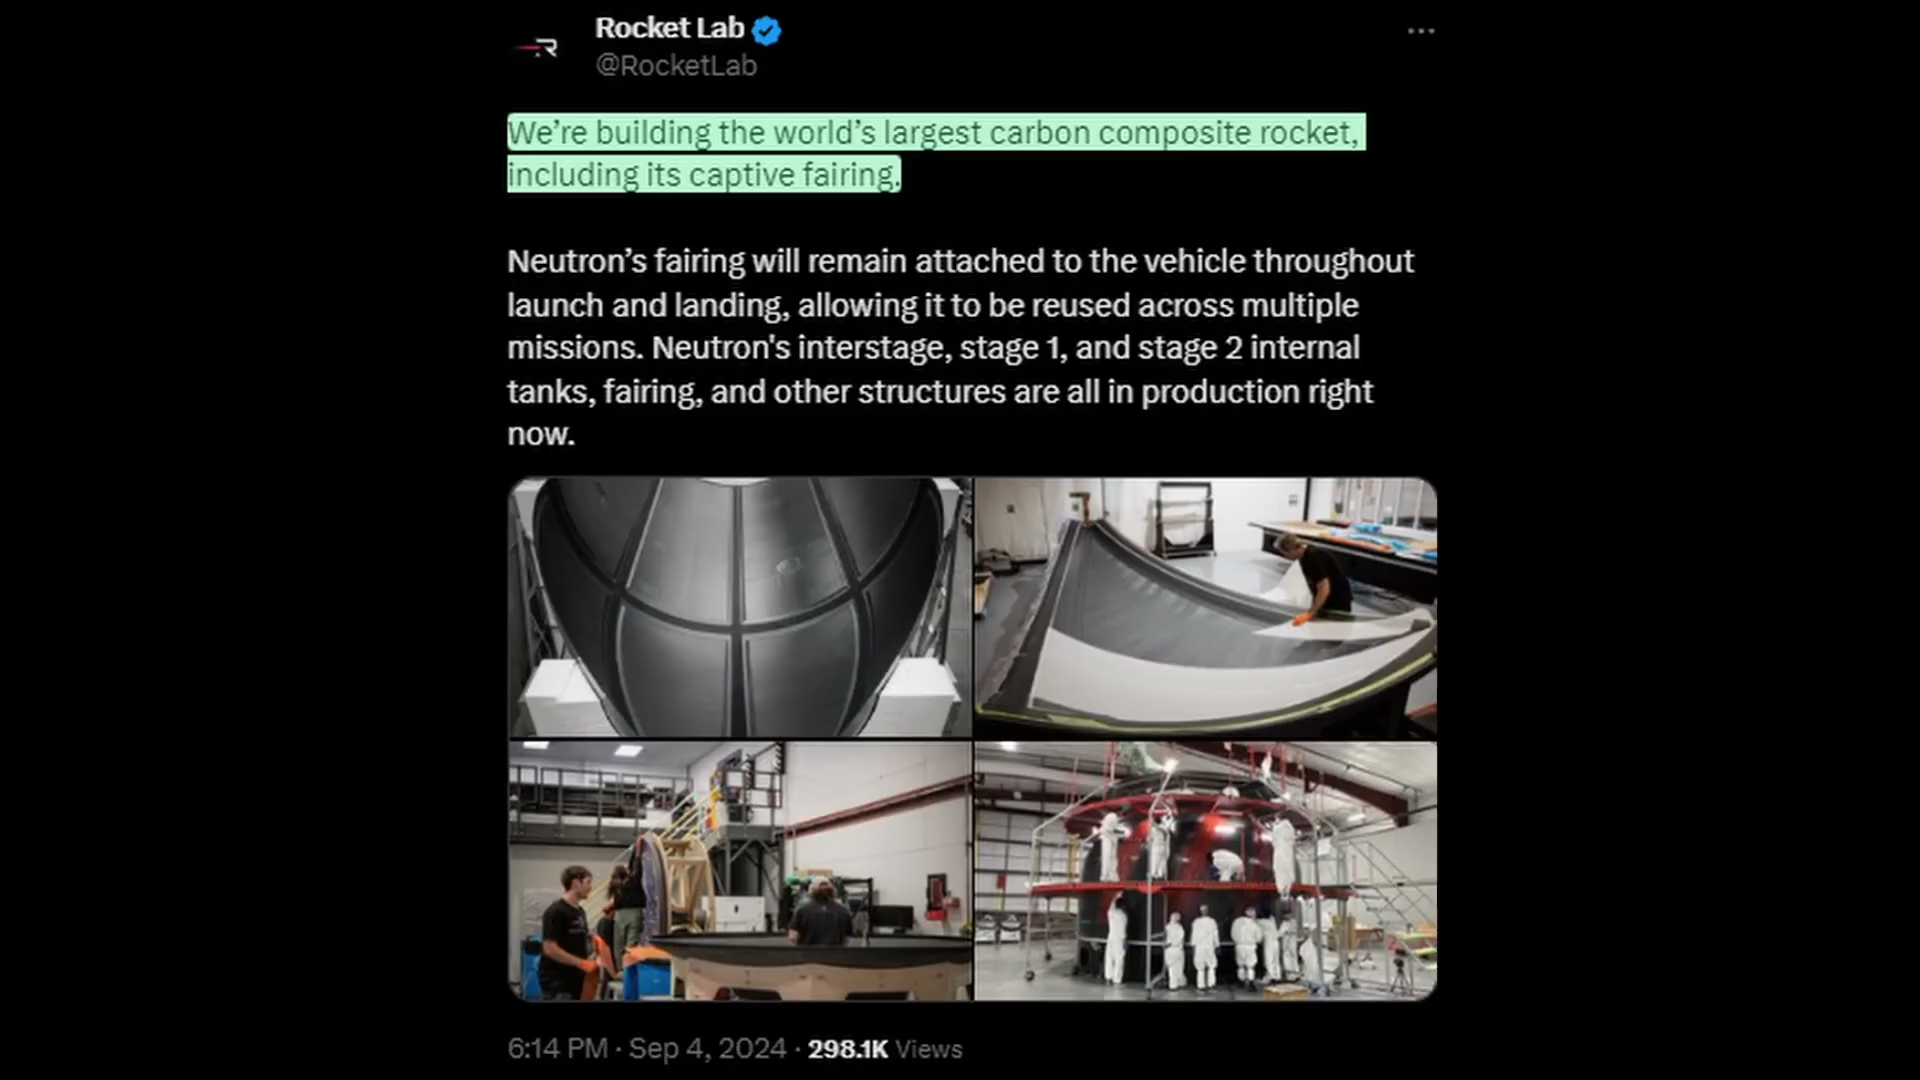 Rocket Lab
@RocketLab
We’re building the world’s largest carbon composite rocket,
including its captive fairing.
Neutron’s fairing will remain attached to the vehicle throughout
launch and landing, allowing it to be reused across multiple
missions. Neutron's interstage, stage 1, and stage 2 internal
tanks, fairing, and other structures are all in production right
now.
6:14 PM · Sep 4, 2024 · 298.1K Views